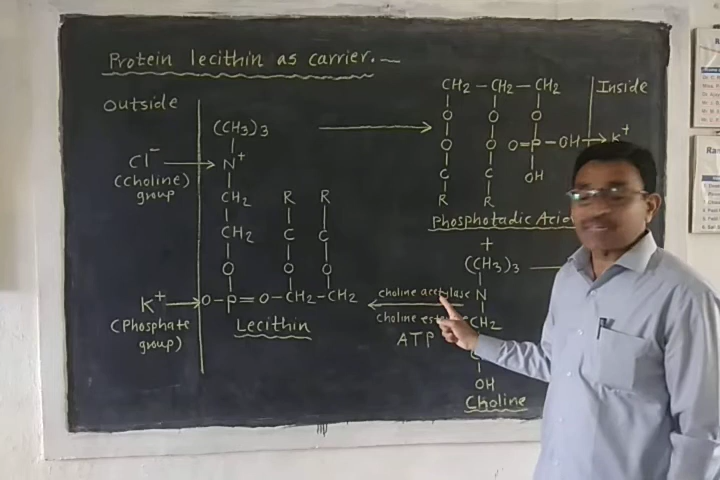 Protein lecithin as carrier.
Outside
Inside
CH2 — CH2 — CH2
O O O
O O O=P—OH → K+
C C OH
R R
Phosphotadic Acid
+
(CH3)3
N
CH2
C
OH
Choline
(CH3)3
Cl- → N+
(Choline)
group
CH2
CH2
O
R R
C C
O O
K+ → O-P=O-CH2-CH2
(Phosphate
group)
Lecithin
choline acetylase
choline
ATP